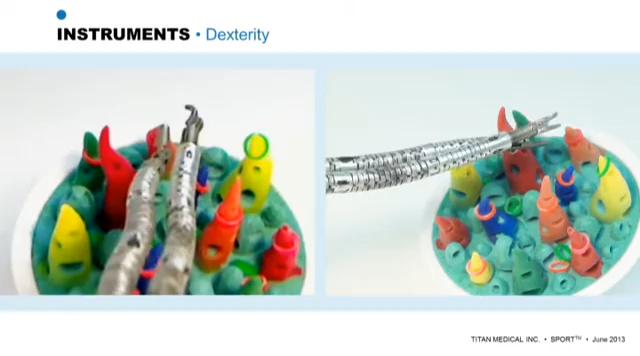 INSTRUMENTS • Dexterity
TITAN MEDICAL INC. • SPORT™ • June 2013